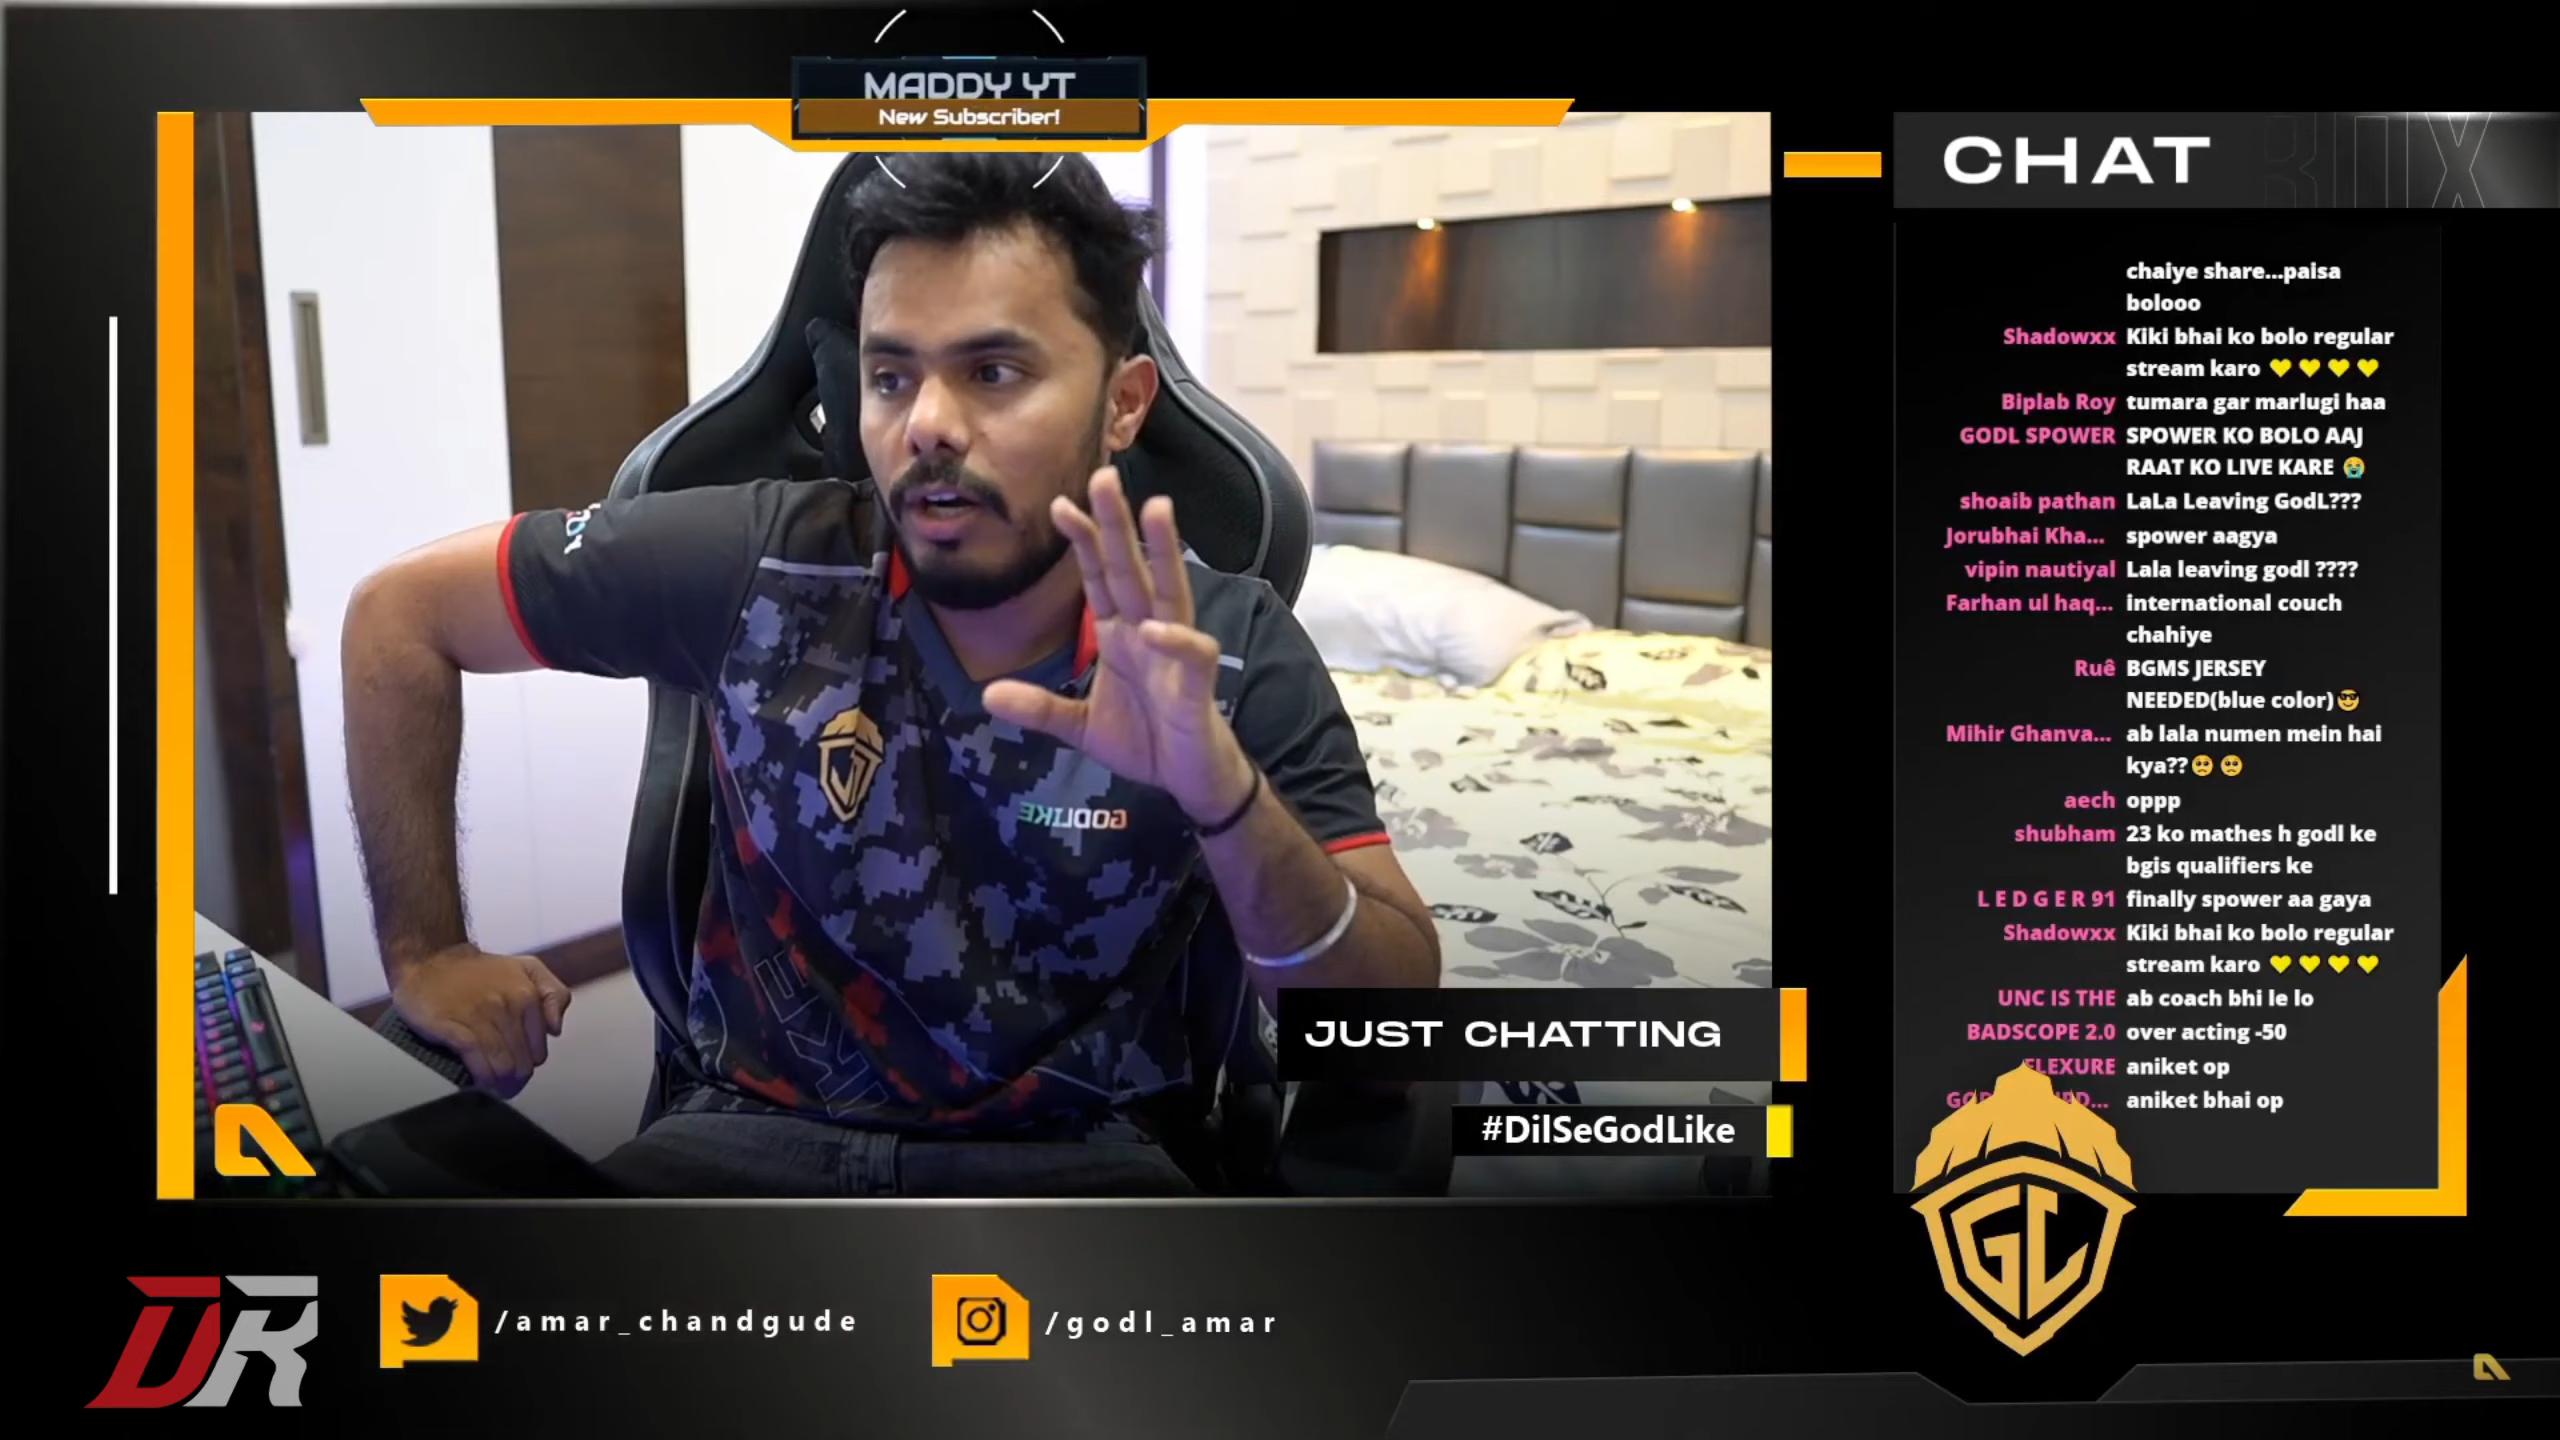 MADDY YT
New Subscriber!
CHAT
BOX
chaiye share...paisa
bolooo
Shadowxx Kiki bhai ko bolo regular
stream karo 💛 💛 💛 💛
Biplab Roy tumara gar marlugi haa
GODL SPOWER SPOWER KO BOLO AAJ
RAAT KO LIVE KARE 😭
shoaib pathan LaLa Leaving GodL???
Jorubhai Kha... spower aagya
vipin nautiyal Lala leaving godl ????
Farhan ul haq... international couch
chahiye
Ruê BGMS JERSEY
NEEDED(blue color)😎
Mihir Ghanva... ab lala numen mein hai
kya??🥺 🥺
aech oppp
shubham 23 ko mathes h godl ke
bgis qualifiers ke
L E D G E R 91 finally spower aa gaya
Shadowxx Kiki bhai ko bolo regular
stream karo 💛 💛 💛 💛
UNC IS THE ab coach bhi le lo
BADSCOPE 2.0 over acting -50
FLEXURE aniket op
aniket bhai op
GODLIKE
JUST CHATTING
#DilSeGodLike
GL
DR
/amar_chandgude
/godl_amar